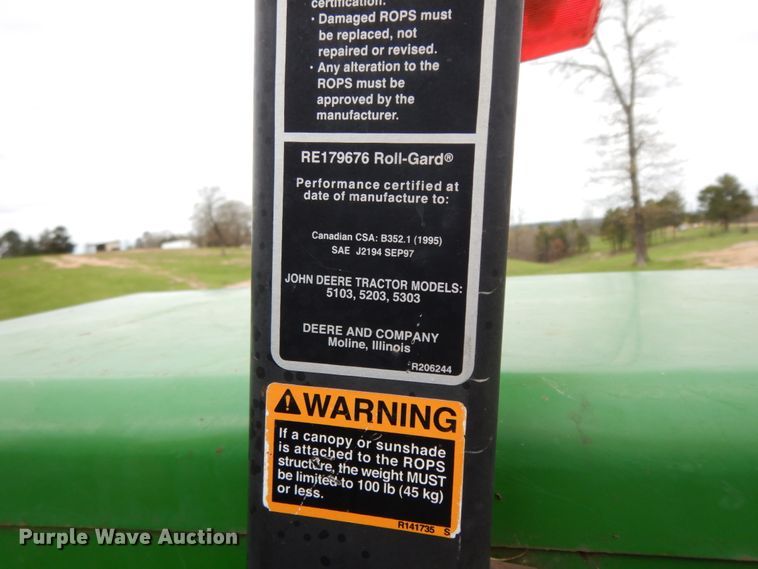 certification.
· Damaged ROPS must
be replaced, not
repaired or revised.
· Any alteration to the
ROPS must be
approved by the
manufacturer.
RE179676 Roll-Gard®
Performance certified at
date of manufacture to:
Canadian CSA: B352.1 (1995)
SAE J2194 SEP97
JOHN DEERE TRACTOR MODELS:
5103, 5203, 5303
DEERE AND COMPANY
Moline, Illinois
R206244
WARNING
If a canopy or sunshade
is attached to the ROPS
structure, the weight MUST
be limited to 100 lb (45 kg)
or less.
R141735 S
Purple Wave Auction